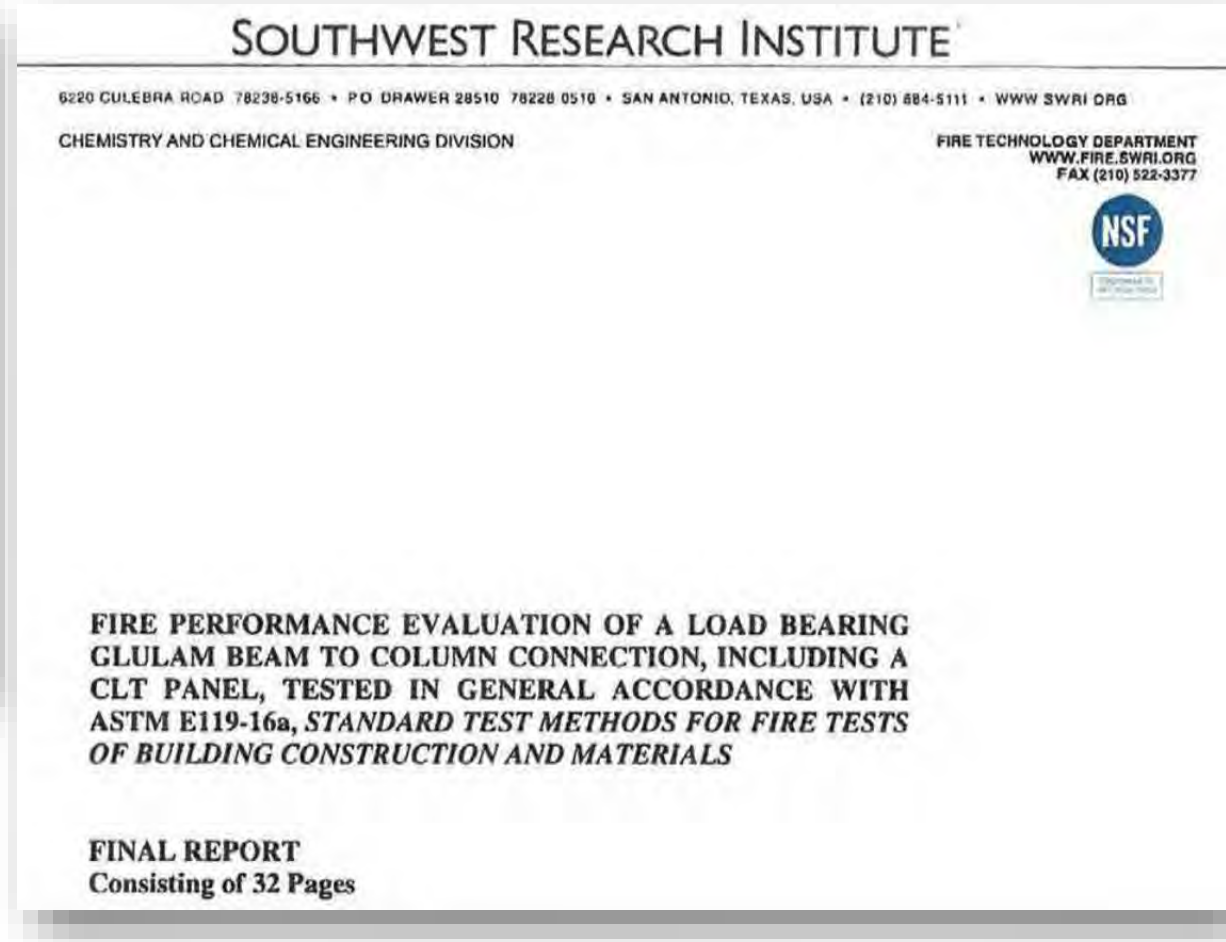 SOUTHWEST RESEARCH INSTITUTE
6220 CULEBRA ROAD 78238-5166 • PO DRAWER 28510 78228 0510 • SAN ANTONIO, TEXAS, USA • (210) 684-5111 • WWW SWRI ORG
CHEMISTRY AND CHEMICAL ENGINEERING DIVISION
FIRE TECHNOLOGY DEPARTMENT
WWW.FIRE.SWRI.ORG
FAX (210) 522-3377
NSF
FIRE PERFORMANCE EVALUATION OF A LOAD BEARING
GLULAM BEAM TO COLUMN CONNECTION, INCLUDING A
CLT PANEL, TESTED IN GENERAL ACCORDANCE WITH
ASTM E119-16a, STANDARD TEST METHODS FOR FIRE TESTS
OF BUILDING CONSTRUCTION AND MATERIALS
FINAL REPORT
Consisting of 32 Pages